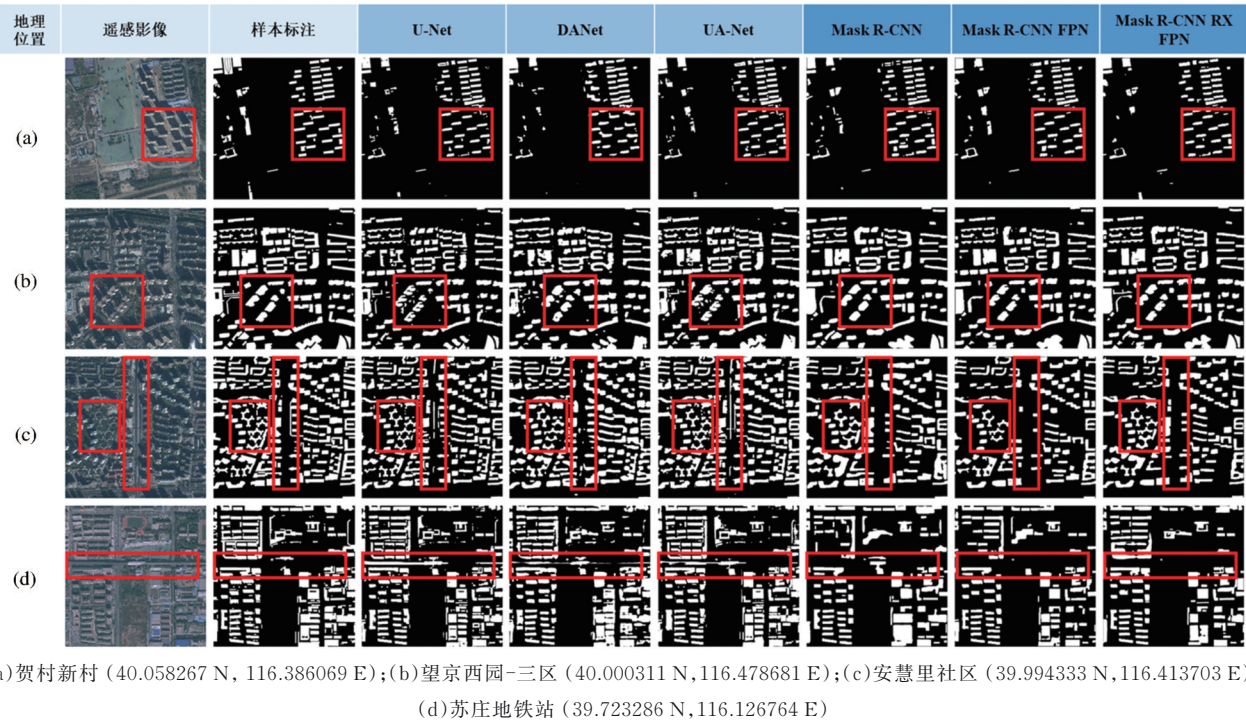 地理位置 遥感影像 样本标注 U-Net DANet UA-Net Mask R-CNN Mask R-CNN FPN Mask R-CNN RX FPN
(a)
(b)
(c)
(d)
a)贺村新村 (40.058267 N, 116.386069 E);(b)望京西园-三区 (40.000311 N,116.478681 E);(c)安慧里社区 (39.994333 N,116.413703 E)
(d)苏庄地铁站 (39.723286 N,116.126764 E)